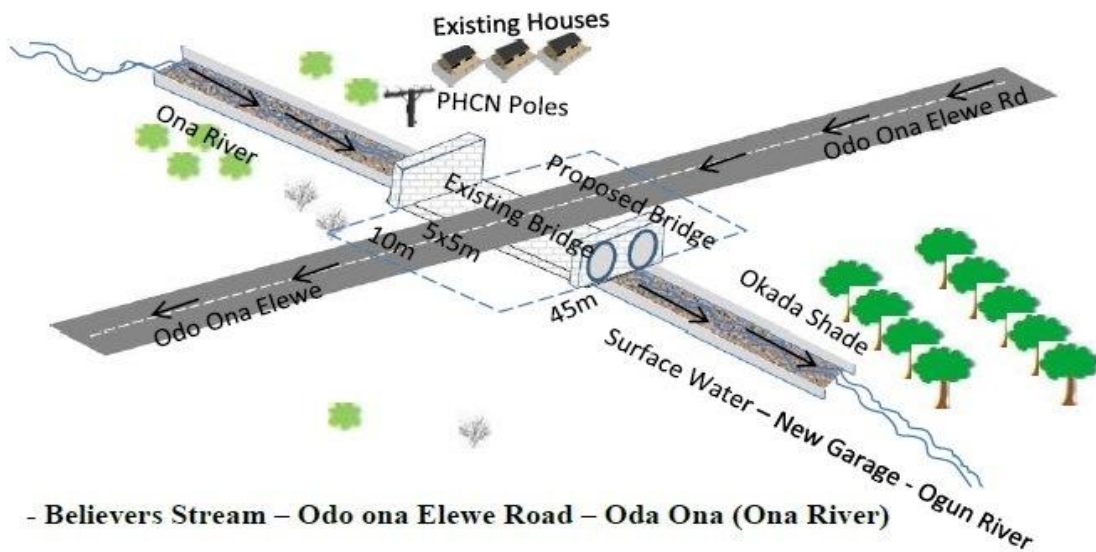 Existing Houses
PHCN Poles
Ona River
Odo Ona Elewe Rd
Proposed Bridge
Existing Bridge
5x5m
10m
45m
Odo Ona Elewe
Okada Shade
Surface Water – New Garage - Ogun River
- Believers Stream – Odo ona Elewe Road – Oda Ona (Ona River)